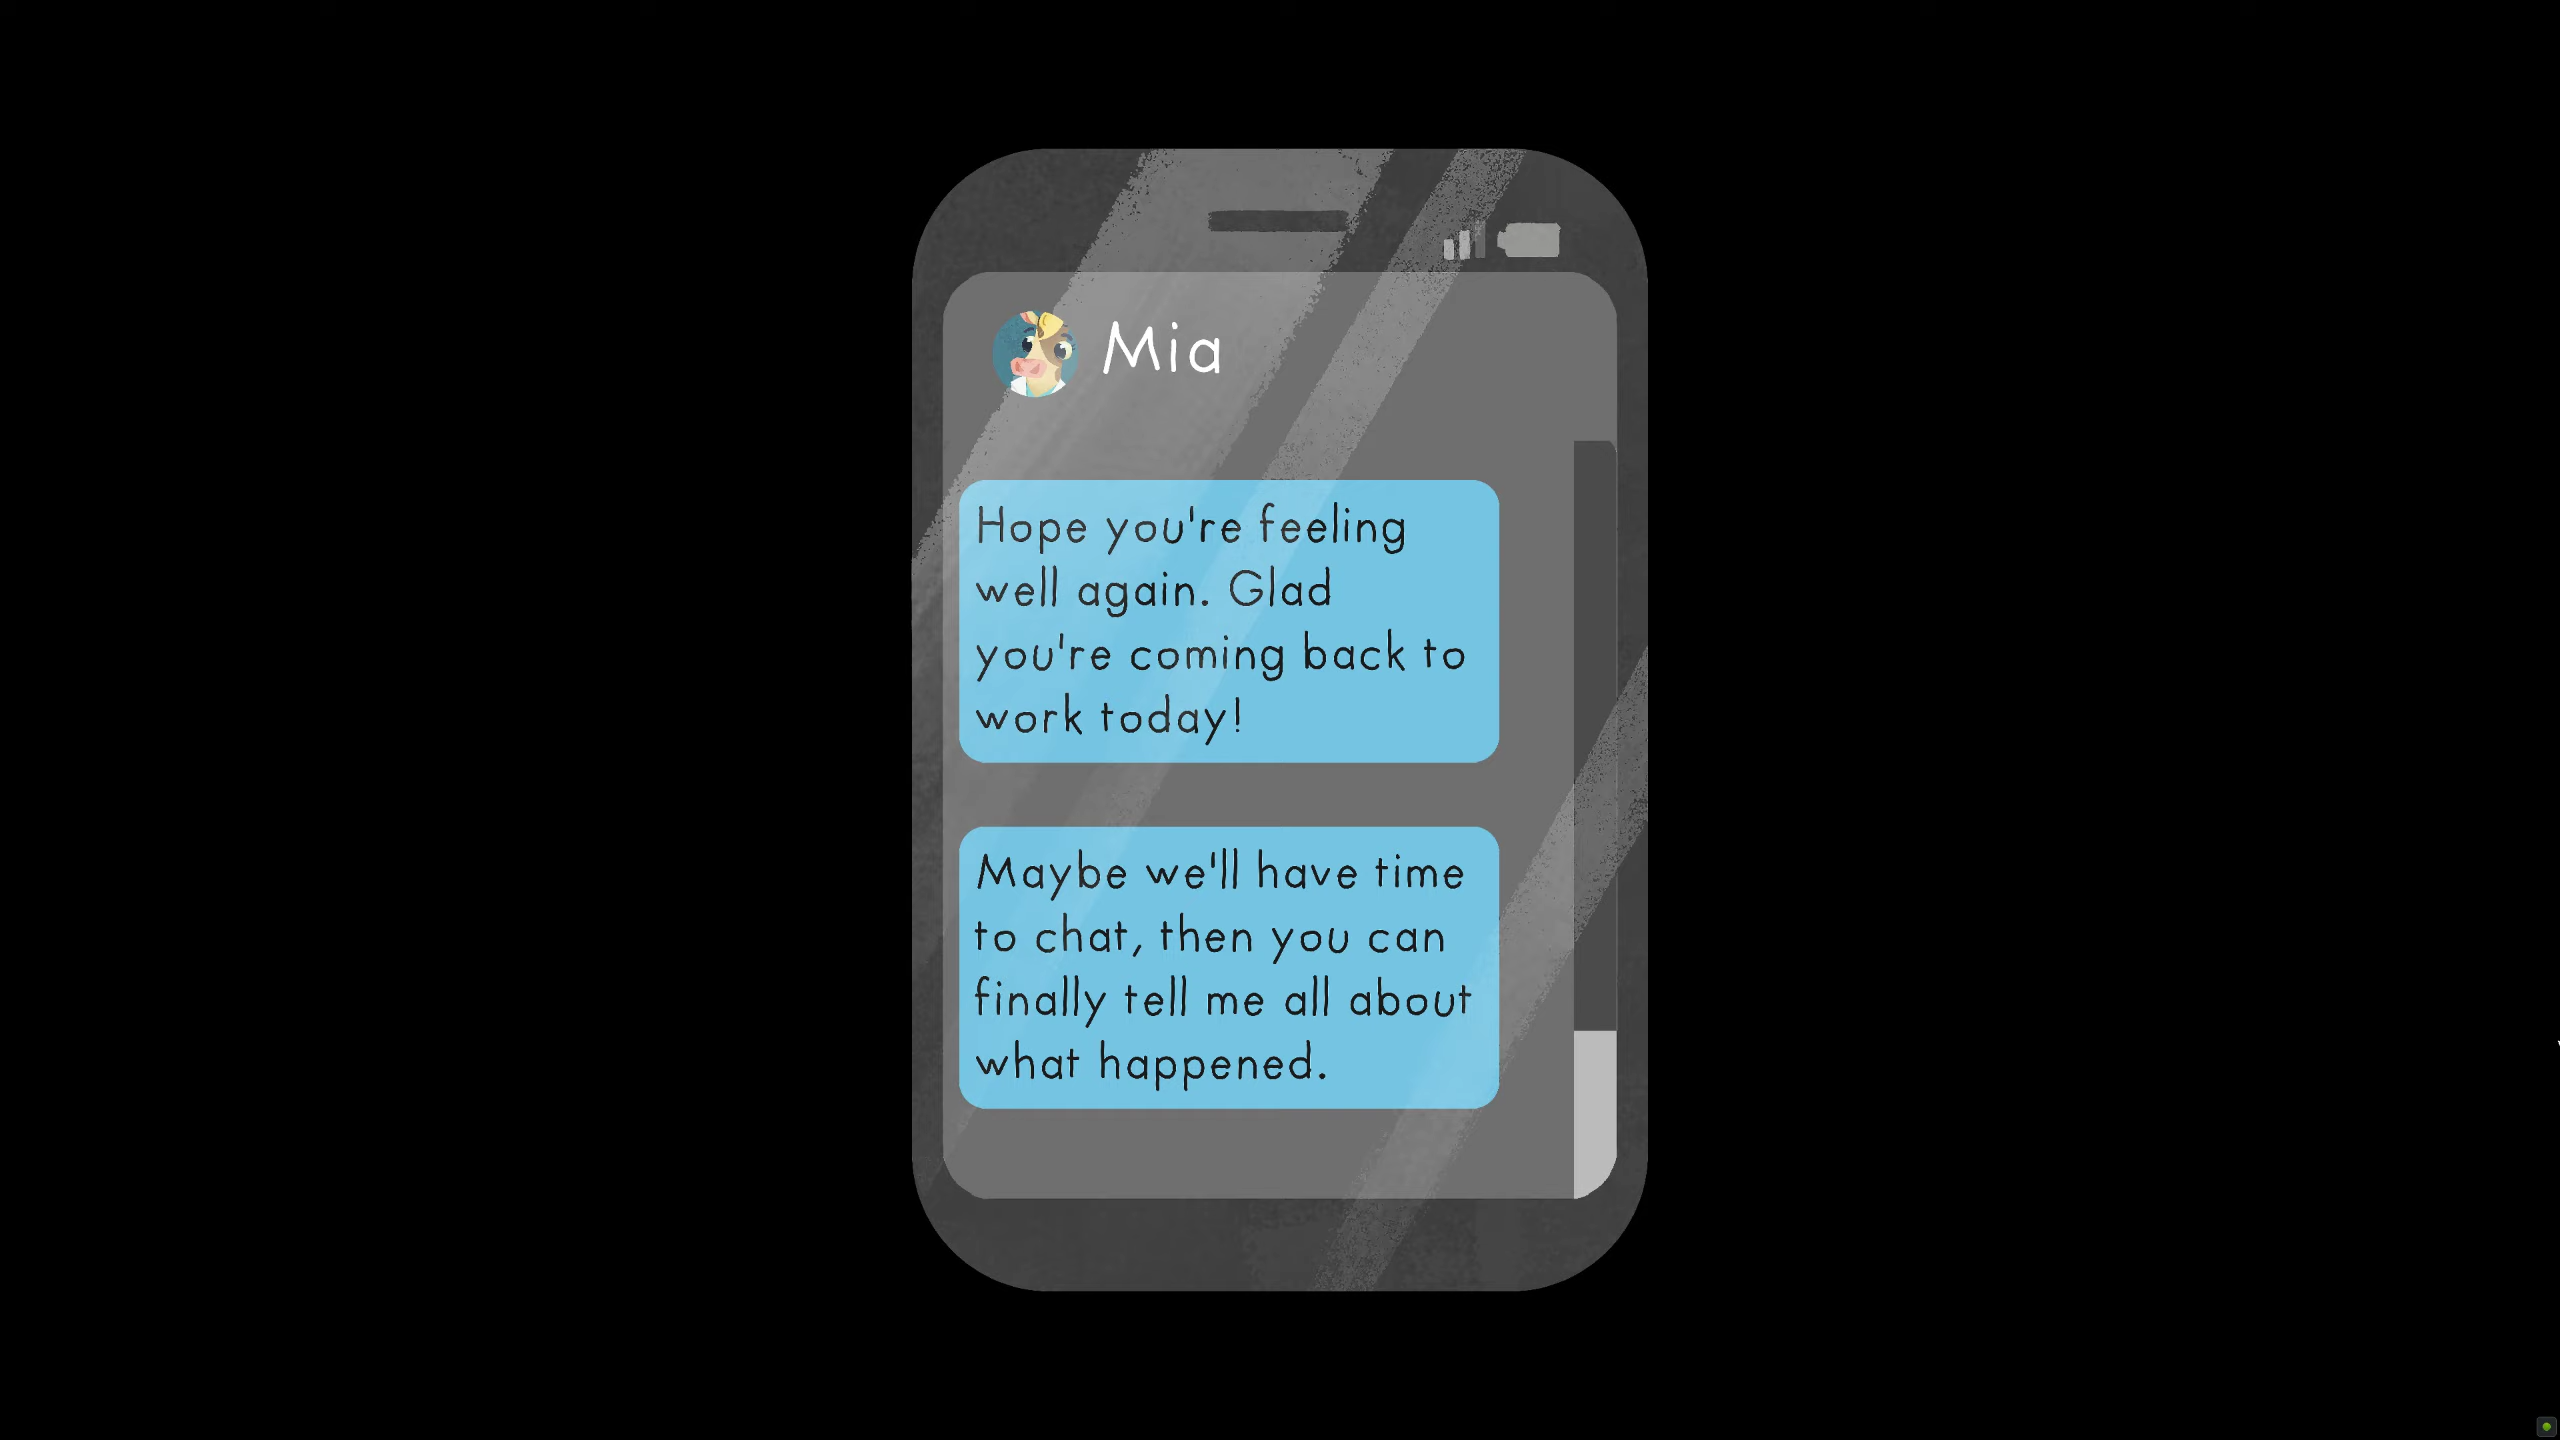 Mia
Hope you're feeling
well again. Glad
you're coming back to
work today!
Maybe we'll have time
to chat, then you can
finally tell me all about
what happened.